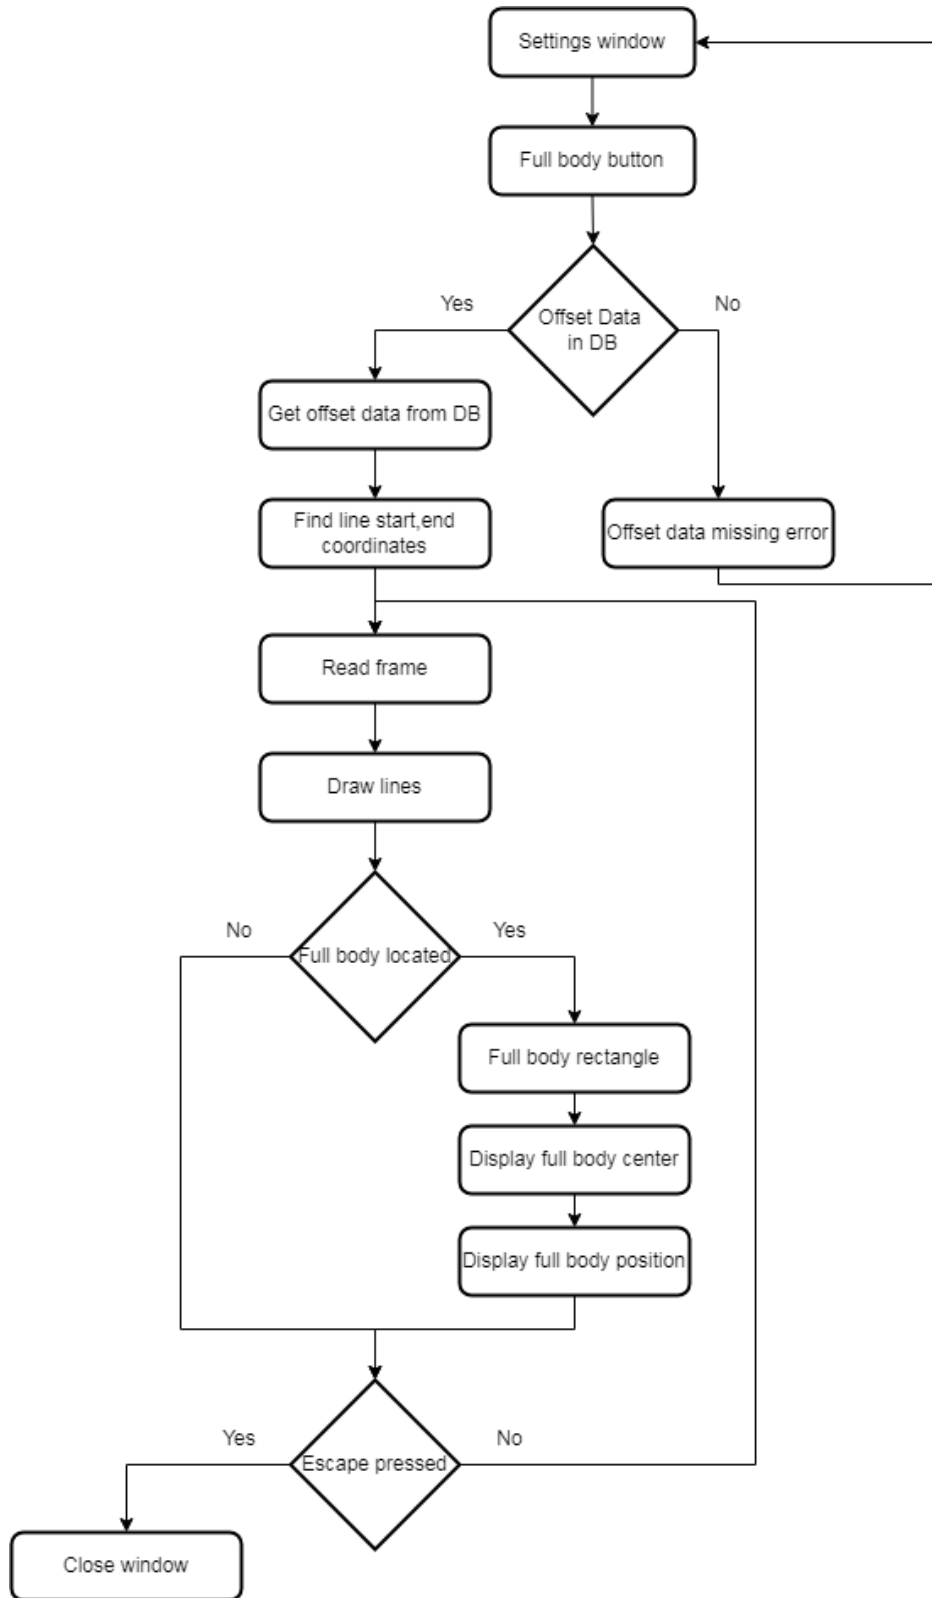 Settings window
Full body button
Yes
No
Offset Data
in DB
Get offset data from DB
Find line start,end
coordinates
Offset data missing error
Read frame
Draw lines
No
Yes
Full body located
Full body rectangle
Display full body center
Display full body position
Yes
No
Escape pressed
Close window